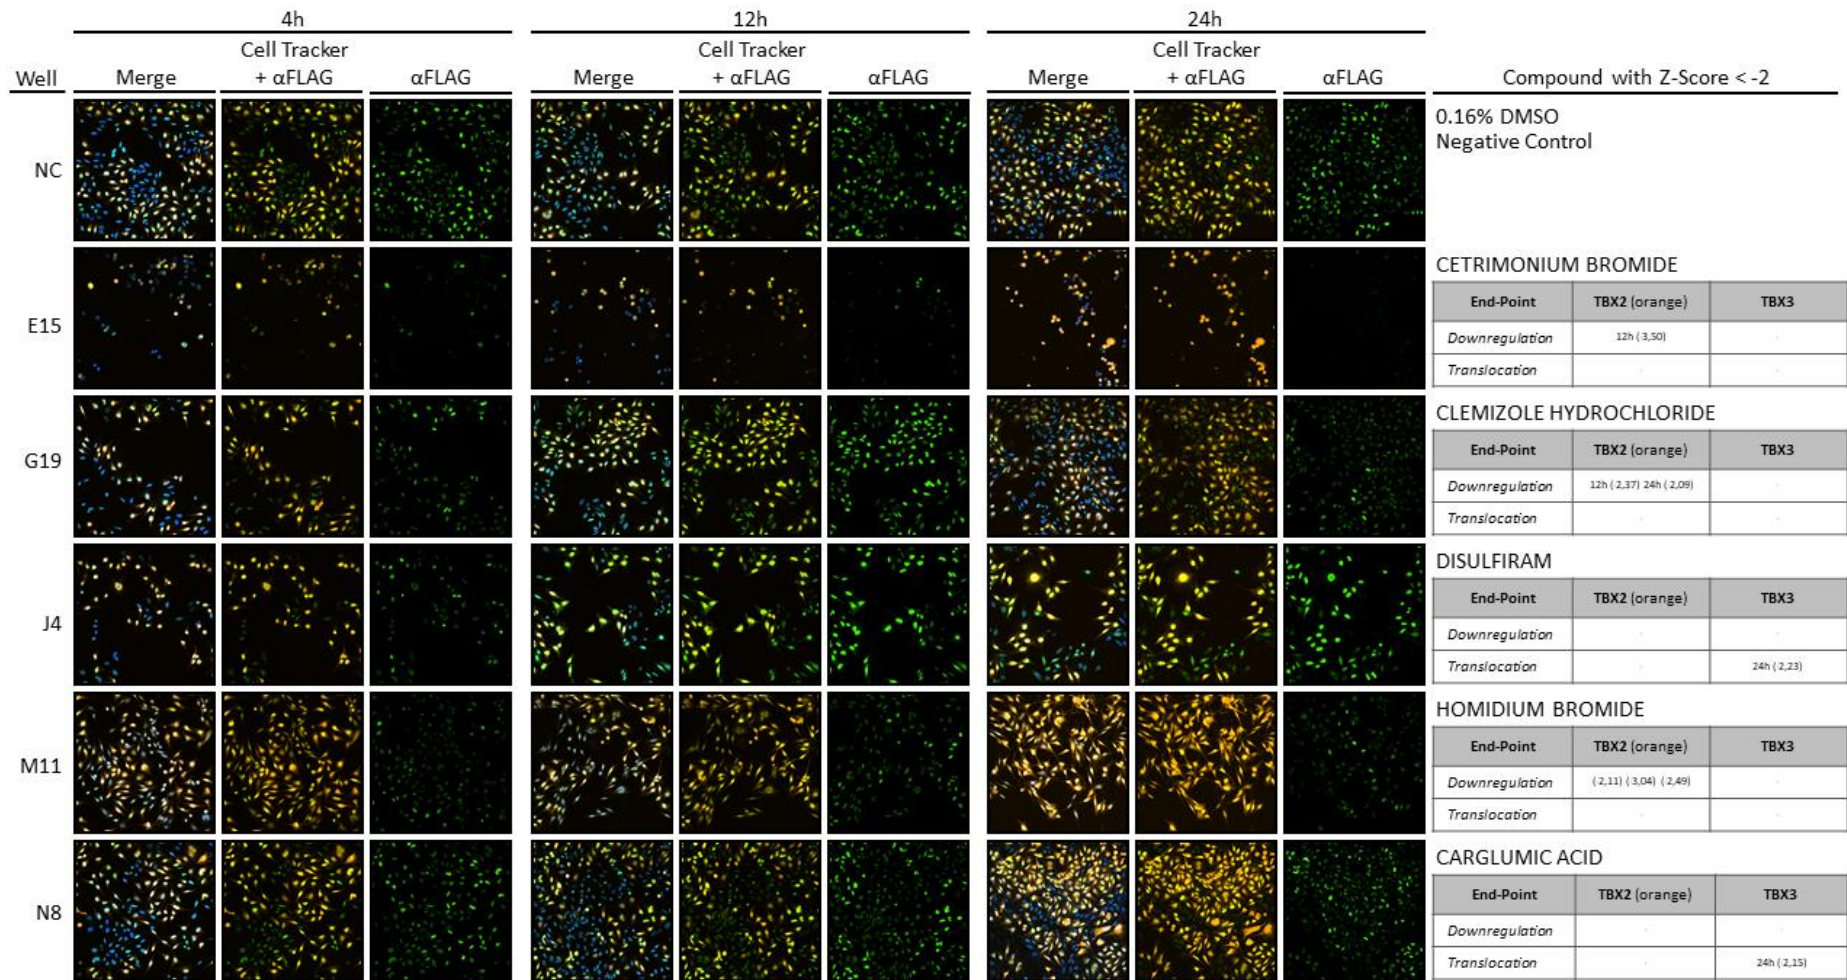 4h 12h 24h
Cell Tracker Cell Tracker Cell Tracker
Well Merge + αFLAG αFLAG Merge + αFLAG αFLAG Merge + αFLAG αFLAG Compound with Z-Score < -2
NC
0.16% DMSO
Negative Control
E15
CETRIMONIUM BROMIDE
End-Point TBX2 (orange) TBX3
Downregulation 12h ( 3,50)
Translocation
G19
CLEMIZOLE HYDROCHLORIDE
End-Point TBX2 (orange) TBX3
Downregulation 12h ( 2,37) 24h ( 2,09)
Translocation
J4
DISULFIRAM
End-Point TBX2 (orange) TBX3
Downregulation
Translocation 24h ( 2,23)
M11
HOMIDIUM BROMIDE
End-Point TBX2 (orange) TBX3
Downregulation ( 2,11) ( 3,04) ( 2,49)
Translocation
N8
CARGLUMIC ACID
End-Point TBX2 (orange) TBX3
Downregulation
Translocation 24h ( 2,15)